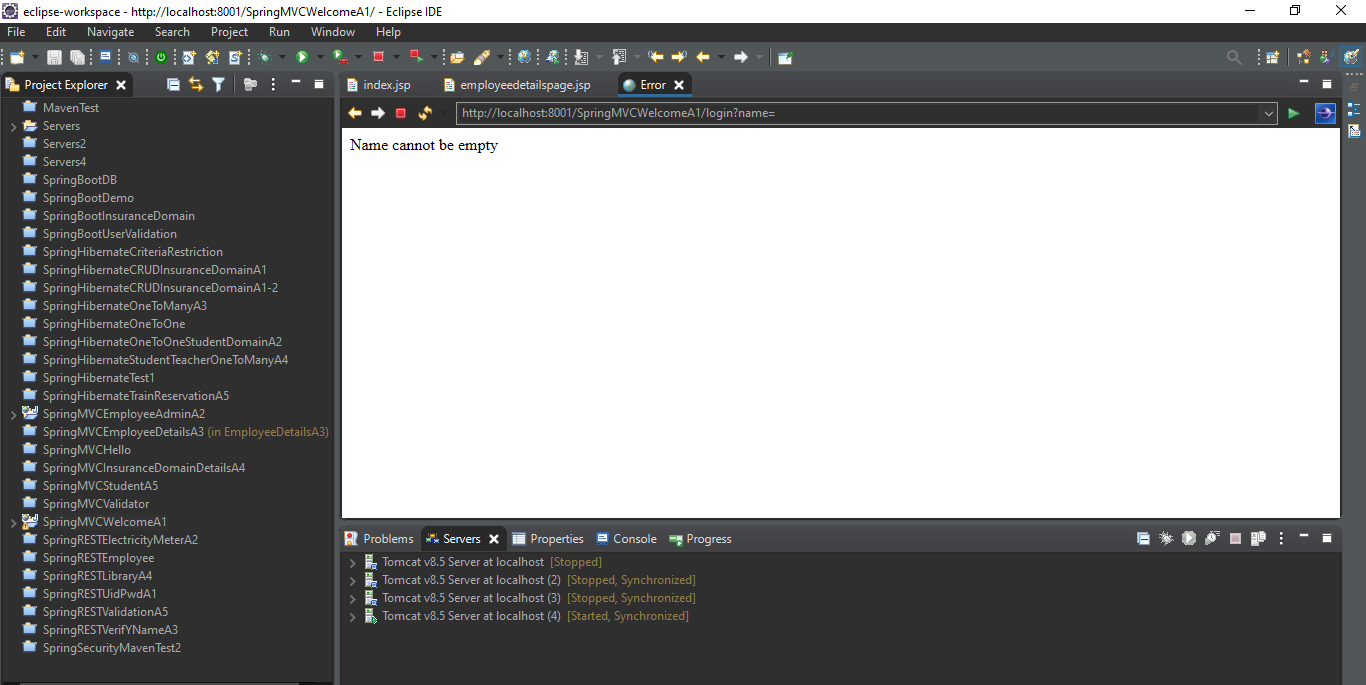 eclipse-workspace - http://localhost:8001/SpringMVCWelcomeA1/ - Eclipse IDE
File Edit Navigate Search Project Run Window Help
Project Explorer
index.jsp employeedetailspage.jsp Error
http://localhost:8001/SpringMVCWelcomeA1/login?name=
Name cannot be empty
MavenTest
Servers
Servers2
Servers4
SpringBootDB
SpringBootDemo
SpringBootInsuranceDomain
SpringBootUserValidation
SpringHibernateCriteriaRestriction
SpringHibernateCRUDInsuranceDomainA1
SpringHibernateCRUDInsuranceDomainA1-2
SpringHibernateOneToManyA3
SpringHibernateOneToOne
SpringHibernateOneToOneStudentDomainA2
SpringHibernateStudentTeacherOneToManyA4
SpringHibernateTest1
SpringHibernateTrainReservationA5
SpringMVCEmployeeAdminA2
SpringMVCEmployeeDetailsA3 (in EmployeeDetailsA3)
SpringMVCHello
SpringMVCInsuranceDomainDetailsA4
SpringMVCStudentA5
SpringMVCValidator
SpringMVCWelcomeA1
SpringRESTElectricityMeterA2
SpringRESTEmployee
SpringRESTLibraryA4
SpringRESTUidPwdA1
SpringRESTValidationA5
SpringRESTVerifYNameA3
SpringSecurityMavenTest2
Problems Servers Properties Console Progress
Tomcat v8.5 Server at localhost [Stopped]
Tomcat v8.5 Server at localhost (2) [Stopped, Synchronized]
Tomcat v8.5 Server at localhost (3) [Stopped, Synchronized]
Tomcat v8.5 Server at localhost (4) [Started, Synchronized]